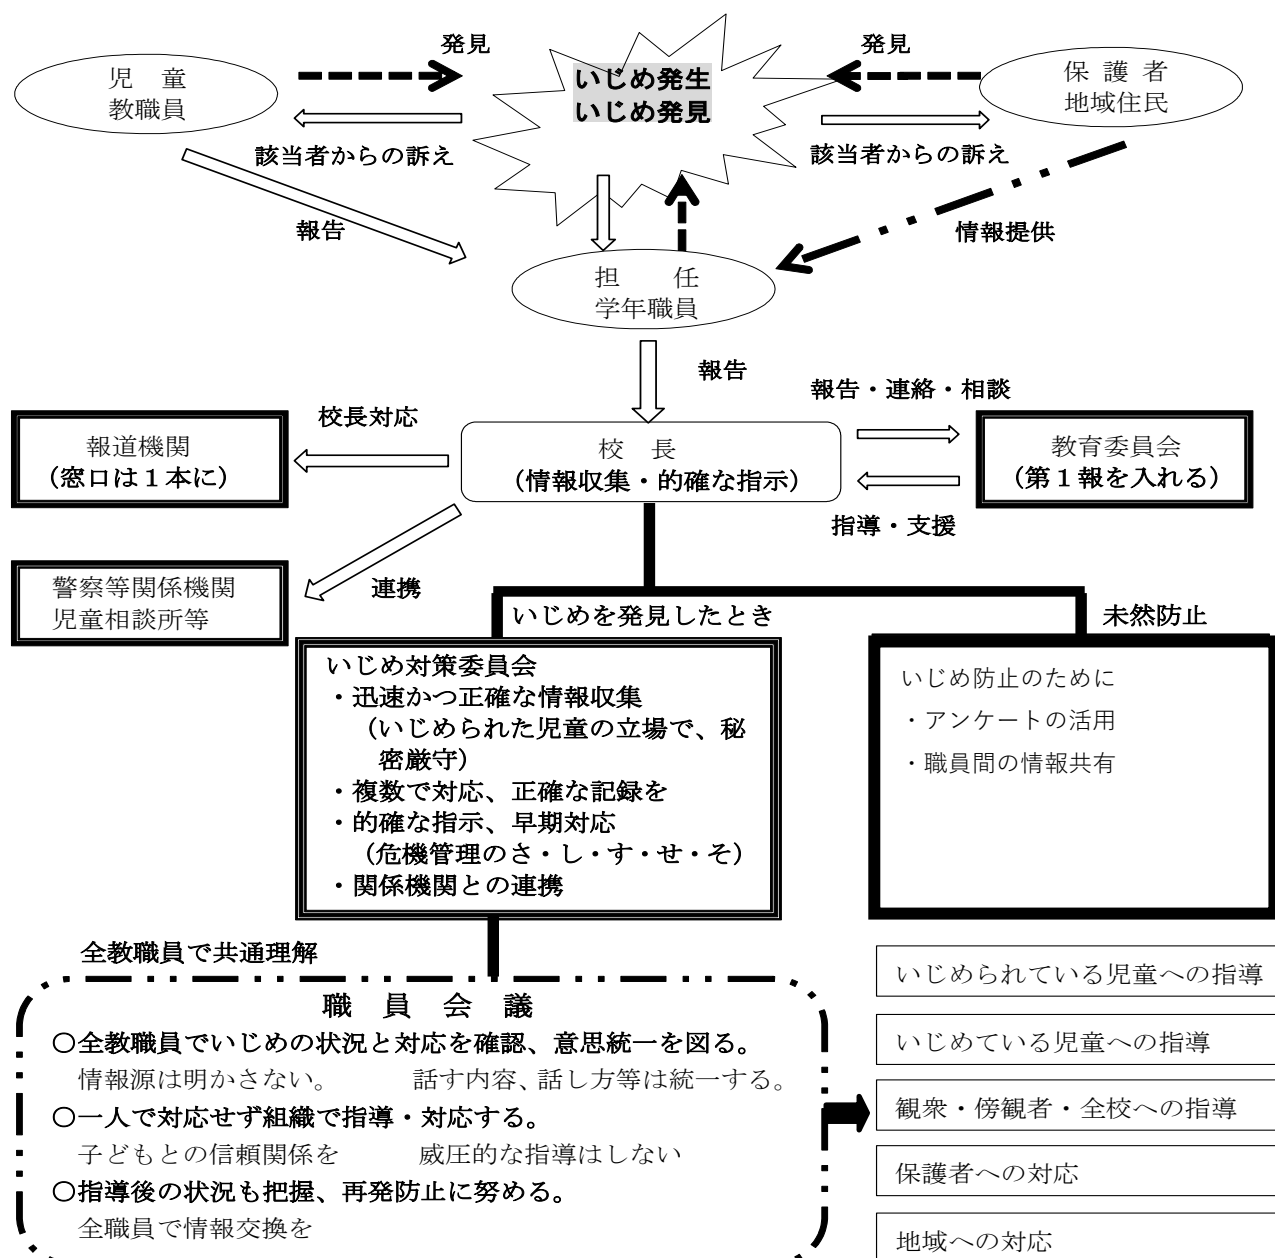 発見
発見
児　童
教職員
いじめ発生
いじめ発見
保 護 者
地域住民
該当者からの訴え
該当者からの訴え
報告
情報提供
担　　任
学年職員
報告
報告・連絡・相談
校長対応
報道機関
(窓口は１本に)
校　長
(情報収集・的確な指示)
教育委員会
(第１報を入れる)
指導・支援
警察等関係機関
児童相談所等
連携
いじめを発見したとき
未然防止
いじめ対策委員会
・迅速かつ正確な情報収集
(いじめられた児童の立場で、秘
密厳守)
・複数で対応、正確な記録を
・的確な指示、早期対応
(危機管理のさ・し・す・せ・そ)
・関係機関との連携
いじめ防止のために
・アンケートの活用
・職員間の情報共有
全教職員で共通理解
職　員　会　議
〇全教職員でいじめの状況と対応を確認、意思統一を図る。
情報源は明かさない。　　　話す内容、話し方等は統一する。
〇一人で対応せず組織で指導・対応する。
子どもとの信頼関係を　　　威圧的な指導はしない
〇指導後の状況も把握、再発防止に努める。
全職員で情報交換を
いじめられている児童への指導
いじめている児童への指導
観衆・傍観者・全校への指導
保護者への対応
地域への対応